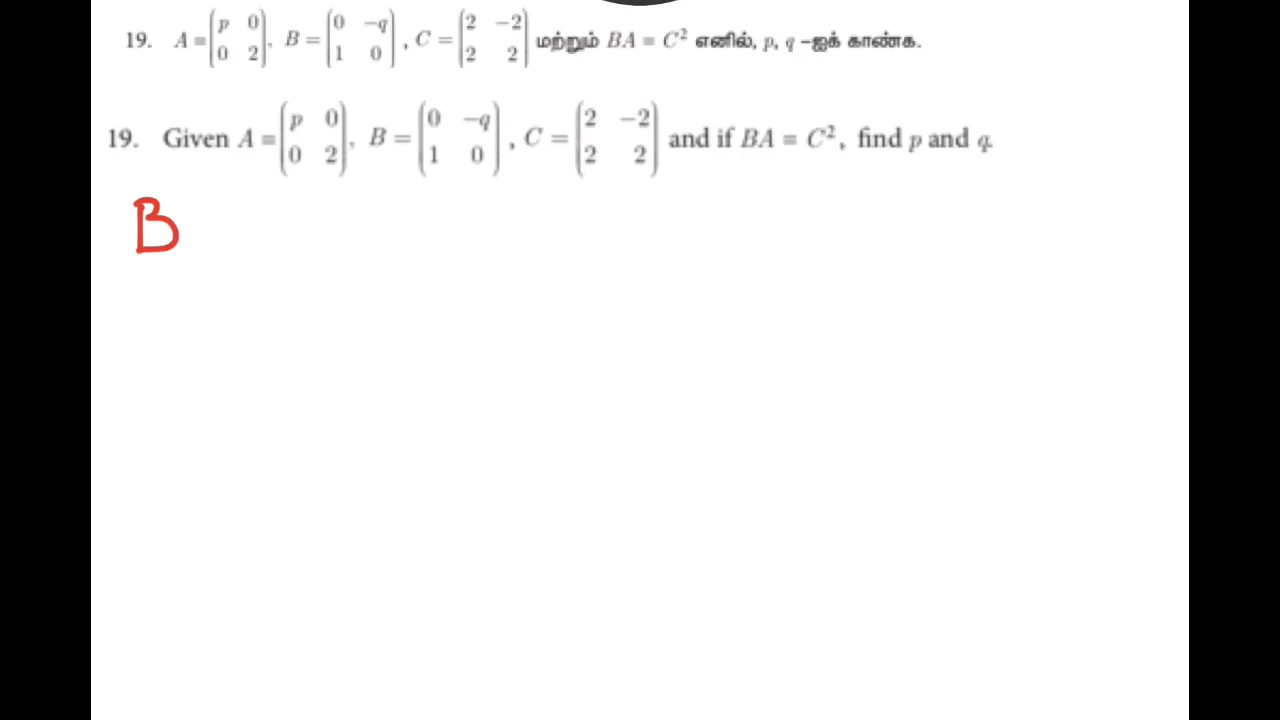 19. A = (p 0 0 2), B = (0 −q 1 0), C = (2 −2 2 2) மற்றும் BA = C² எனில், p, q –ஐக் காண்க.
19. Given A = (p 0 0 2), B = (0 −q 1 0), C = (2 −2 2 2) and if BA = C², find p and q.
B